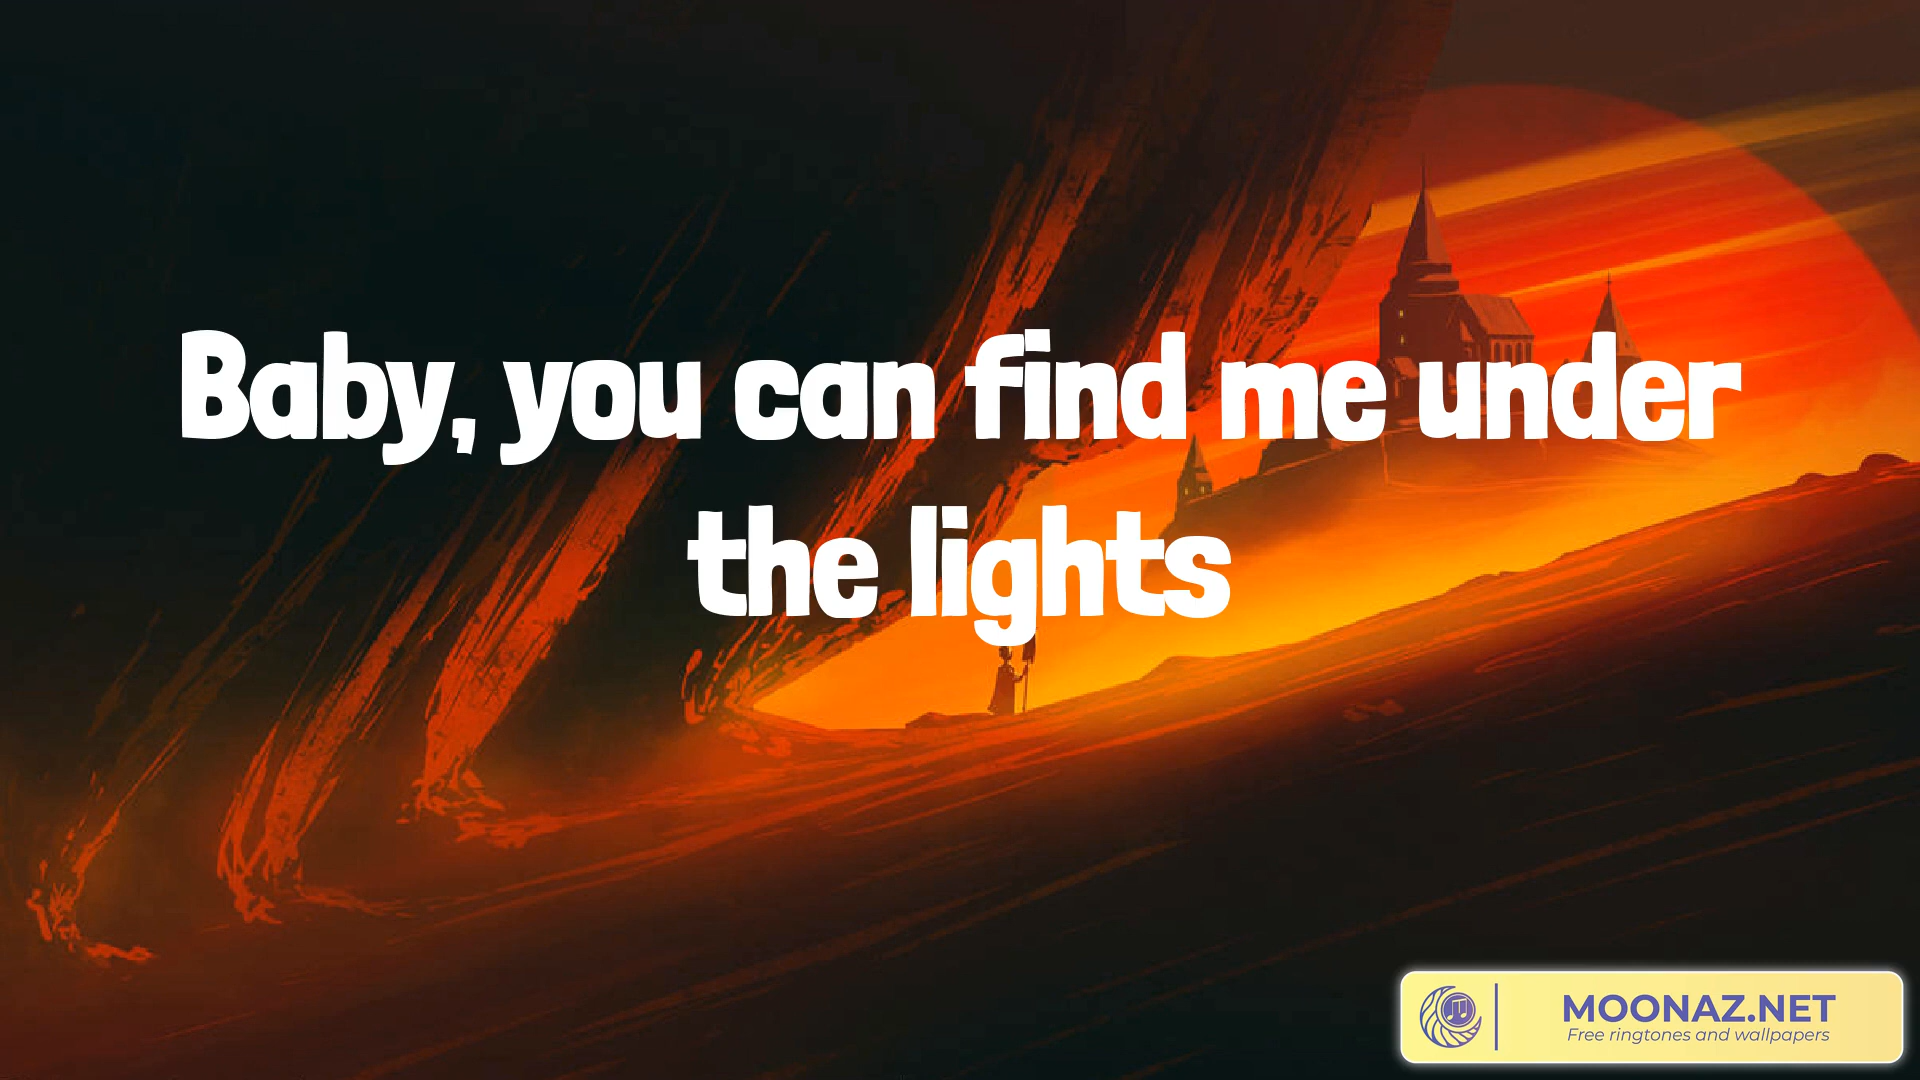 Baby, you can find me under
the lights
MOONAZ.NET
Free ringtones and wallpapers